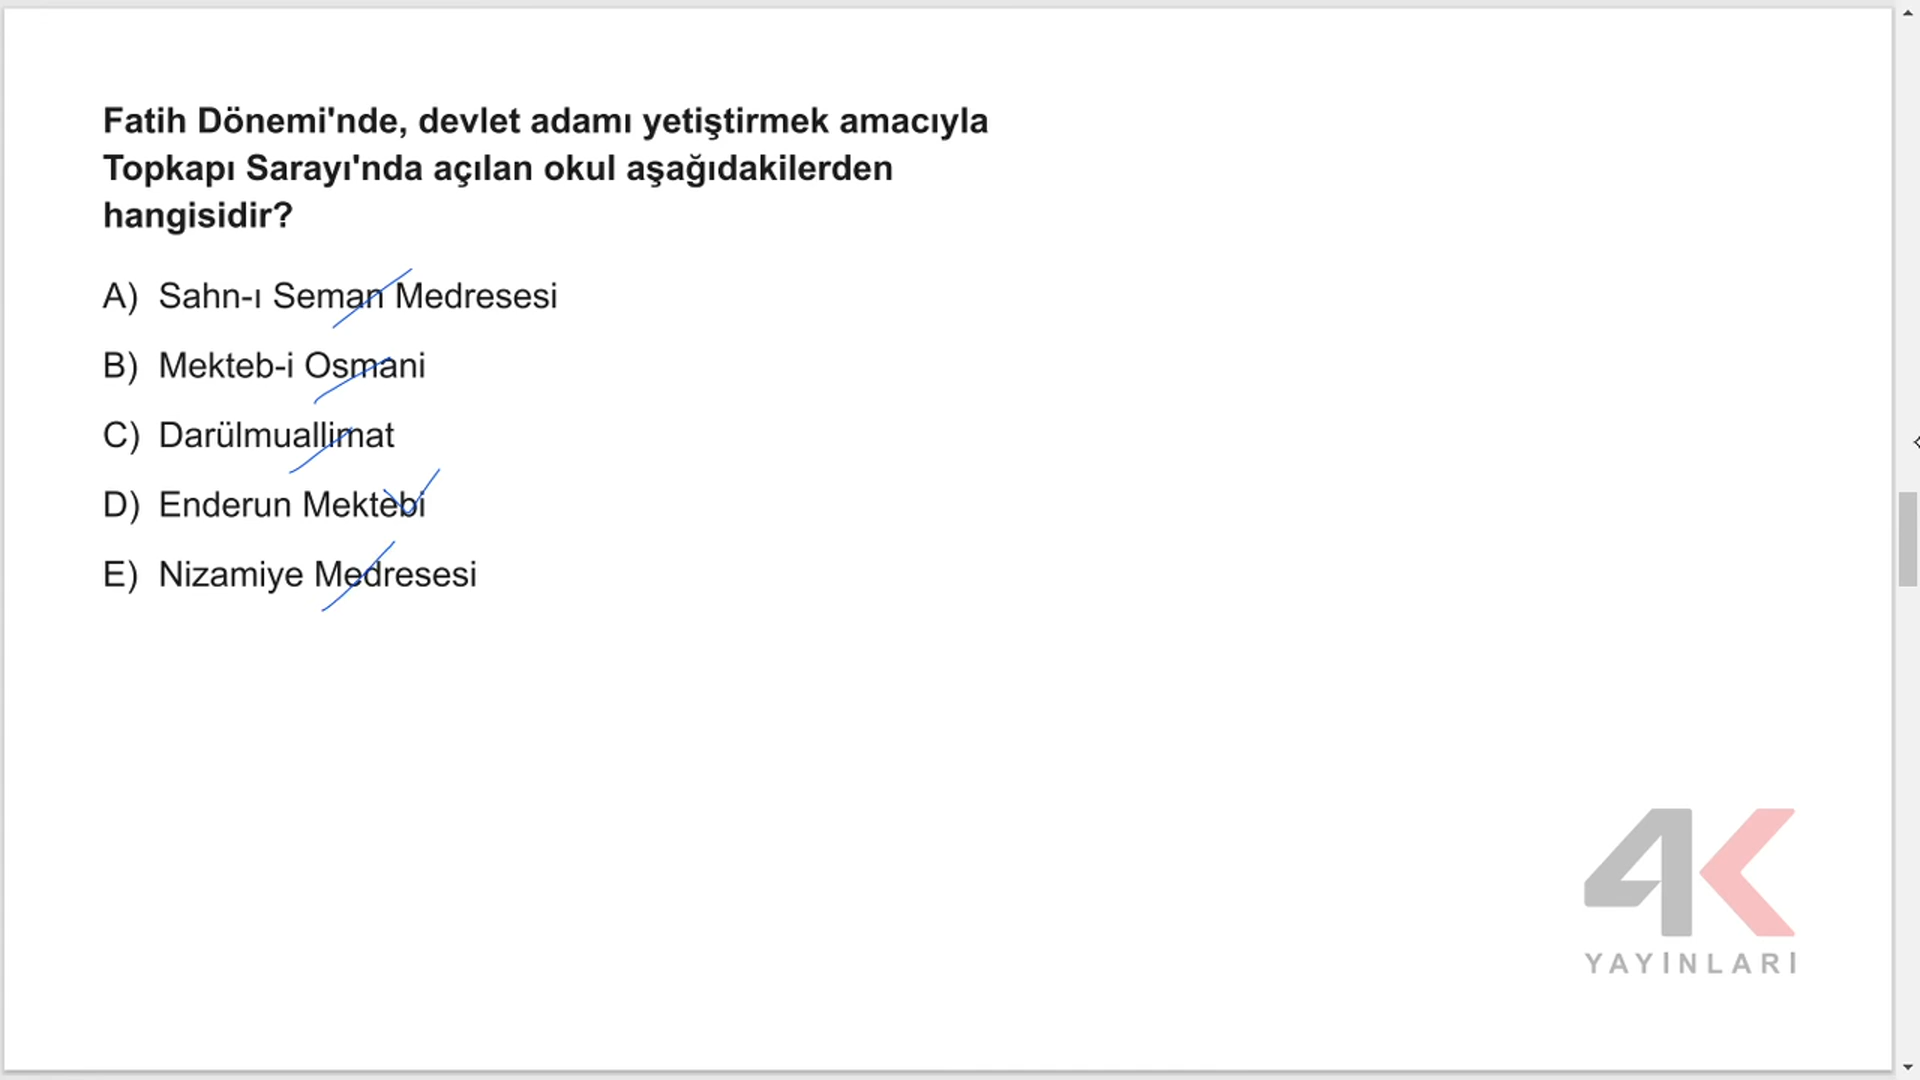 Fatih Dönemi'nde, devlet adamı yetiştirmek amacıyla
Topkapı Sarayı'nda açılan okul aşağıdakilerden
hangisidir?
A) Sahn-ı Seman Medresesi
B) Mekteb-i Osmani
C) Darülmuallimat
D) Enderun Mektebi
E) Nizamiye Medresesi
4K
YAYINLARI